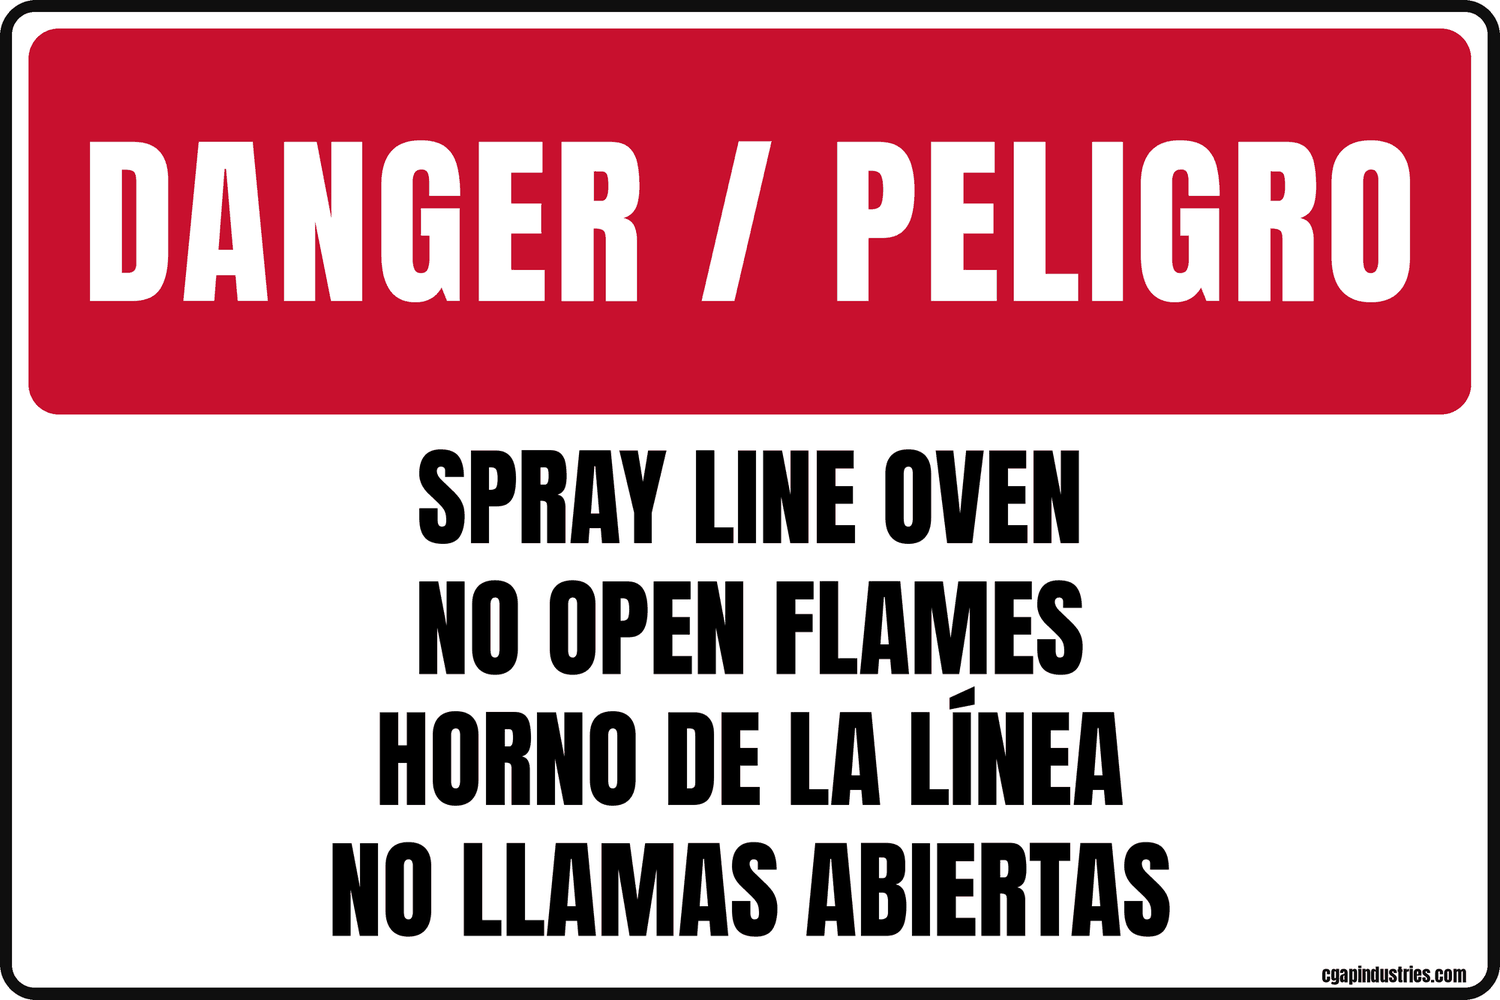 DANGER / PELIGRO
SPRAY LINE OVEN
NO OPEN FLAMES
HORNO DE LA LÍNEA
NO LLAMAS ABIERTAS
cgapindustries.com